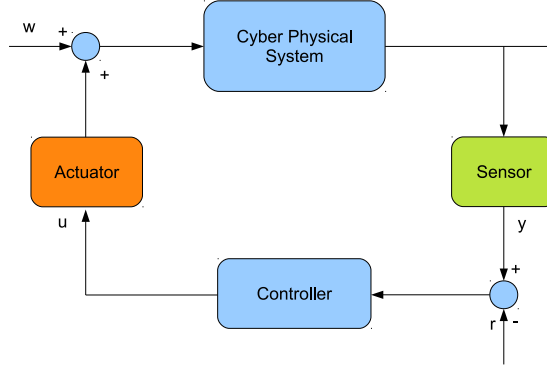 w
+
+
Cyber Physical
System
Actuator
Sensor
u
y
+
Controller
r
-